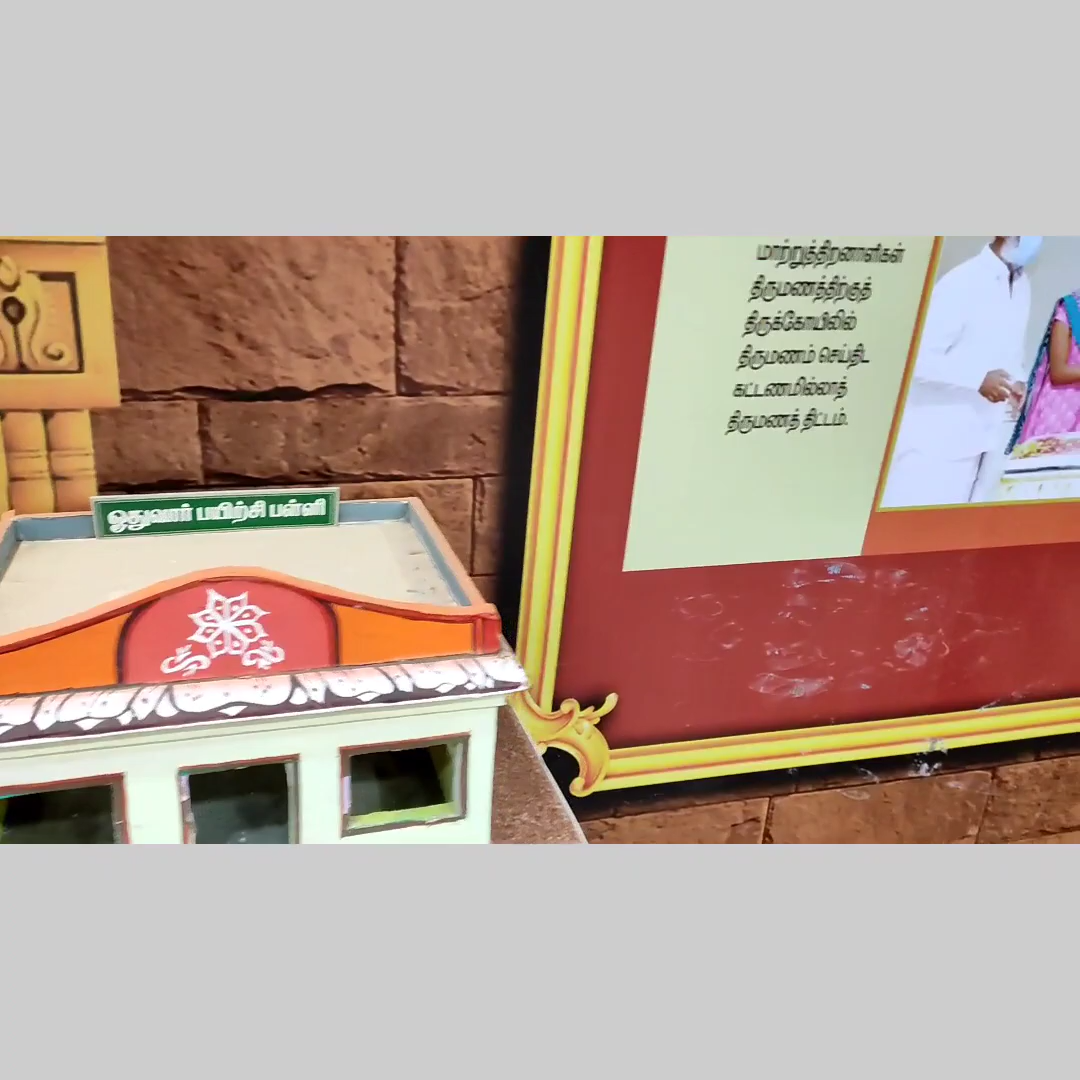 மாற்றுத்திறனாளிகள்
திருமணத்திற்குத்
திருக்கோயிலில்
திருமணம் செய்திட
கட்டணமில்லாத்
திருமணத் திட்டம்.
ஓதுவார் பயிற்சி பள்ளி